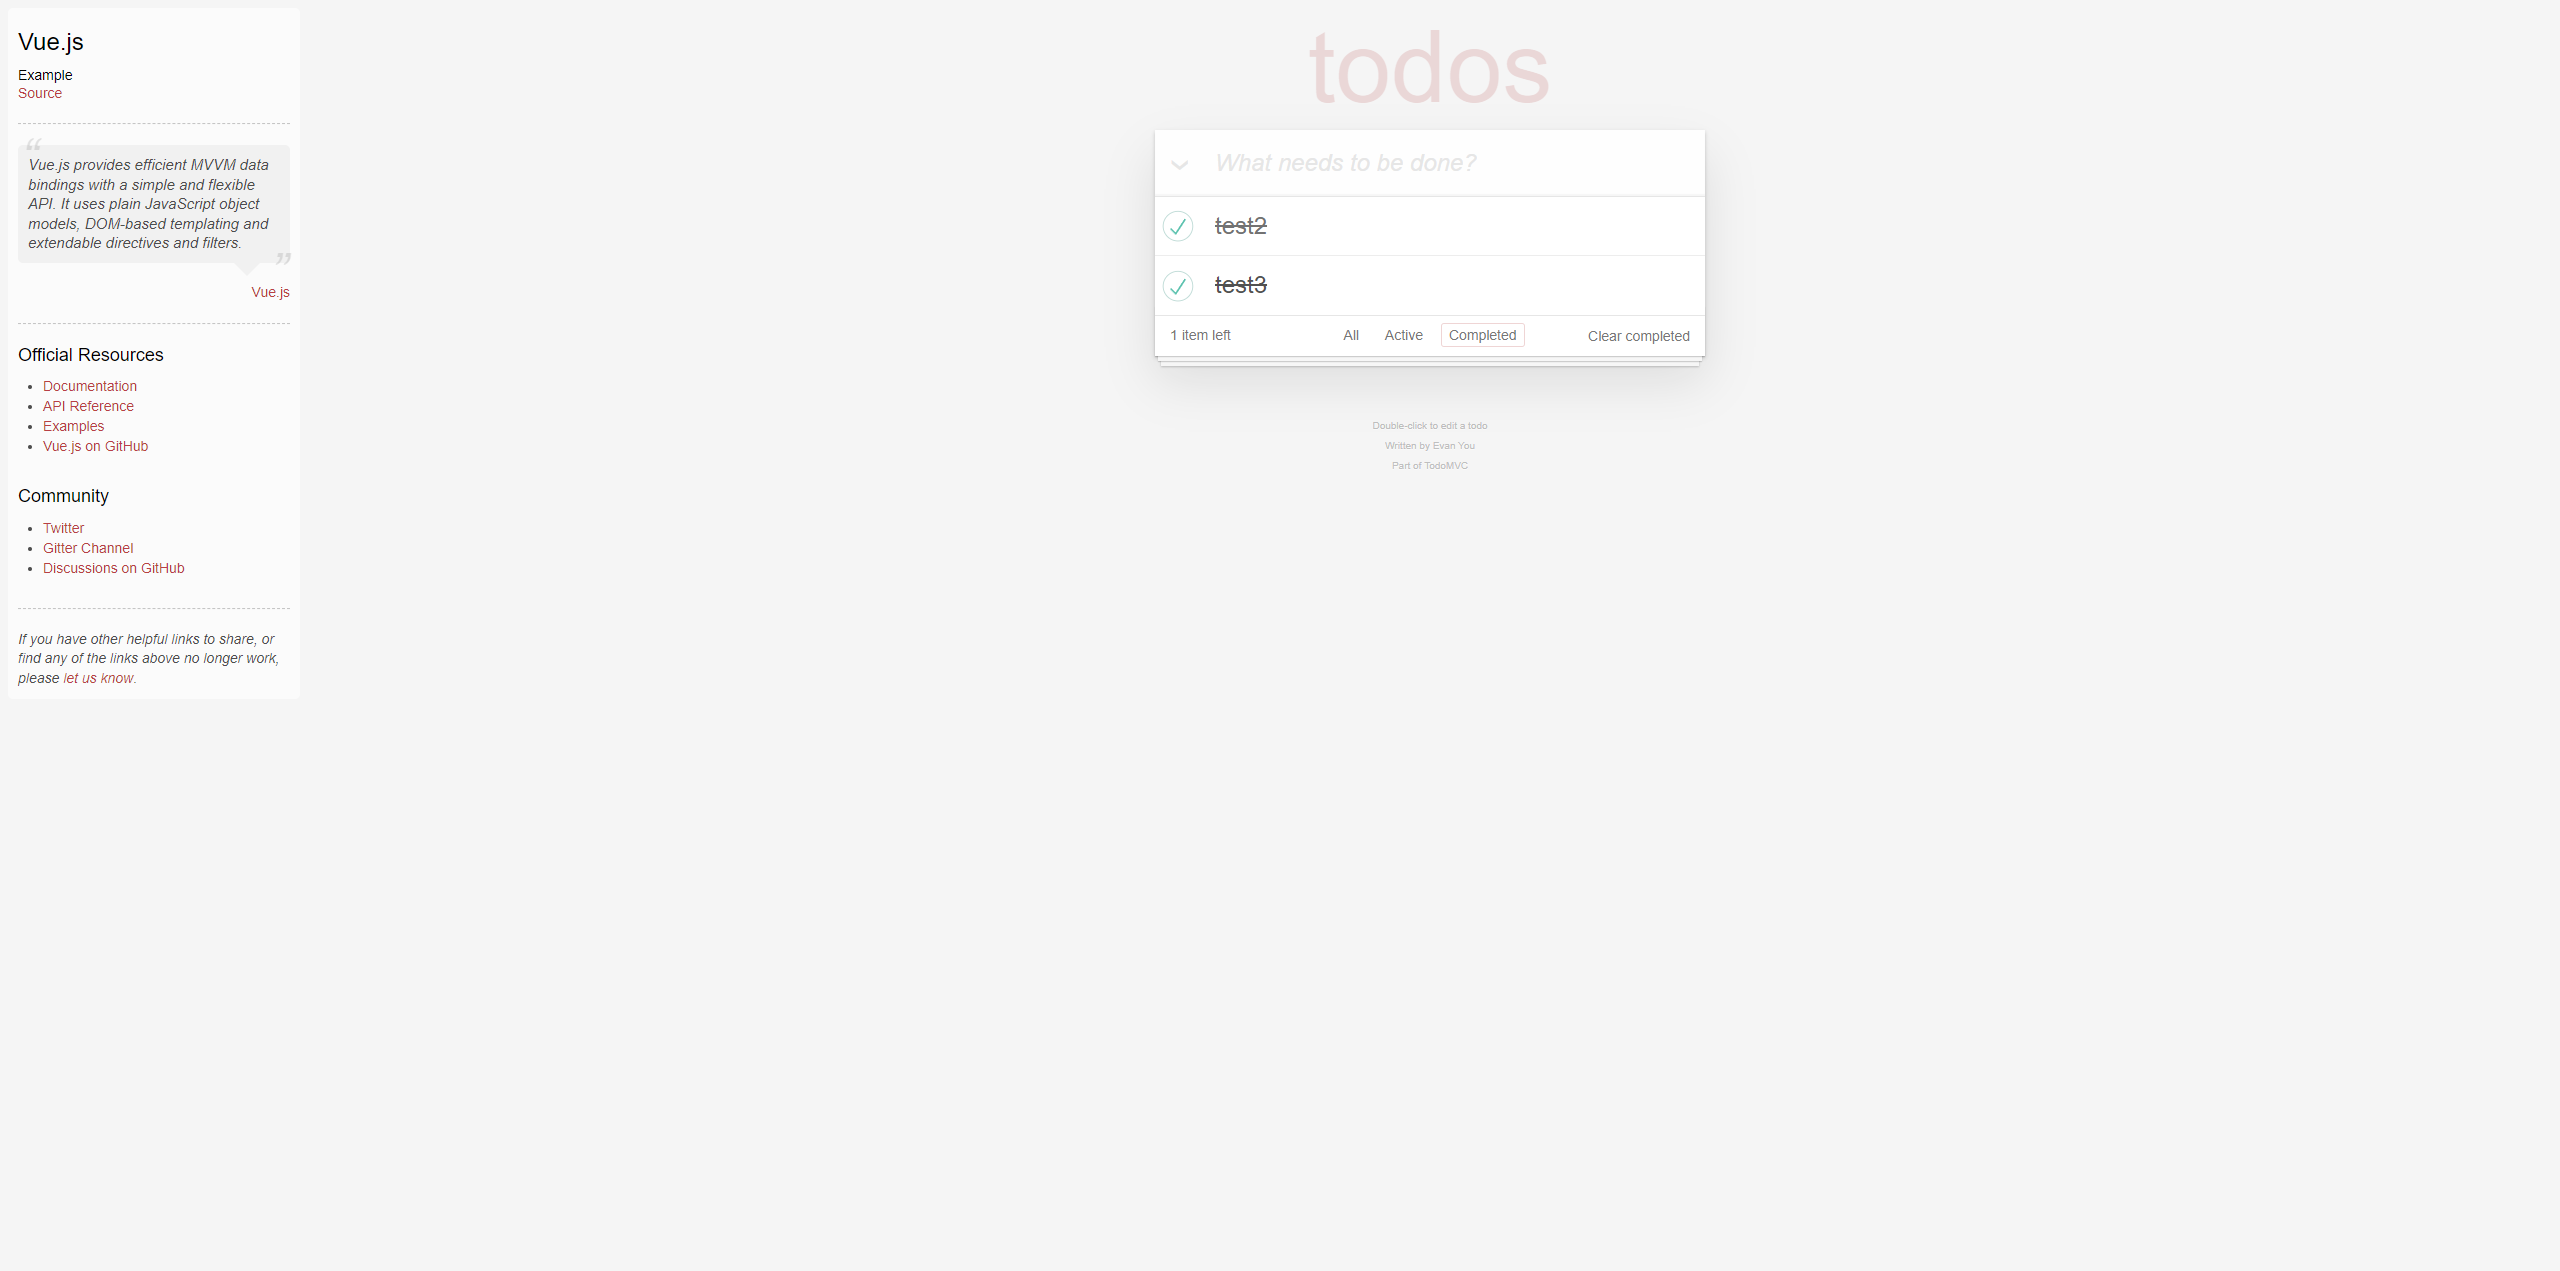 Vue.js
Example
Source
“
Vue.js provides efficient MVVM data
bindings with a simple and flexible
API. It uses plain JavaScript object
models, DOM-based templating and
extendable directives and filters.
”
Vue.js
Official Resources
• Documentation
• API Reference
• Examples
• Vue.js on GitHub
Community
• Twitter
• Gitter Channel
• Discussions on GitHub
If you have other helpful links to share, or
find any of the links above no longer work,
please let us know.
todos
What needs to be done?
test2
test3
1 item left All Active Completed Clear completed
Double-click to edit a todo
Written by Evan You
Part of TodoMVC